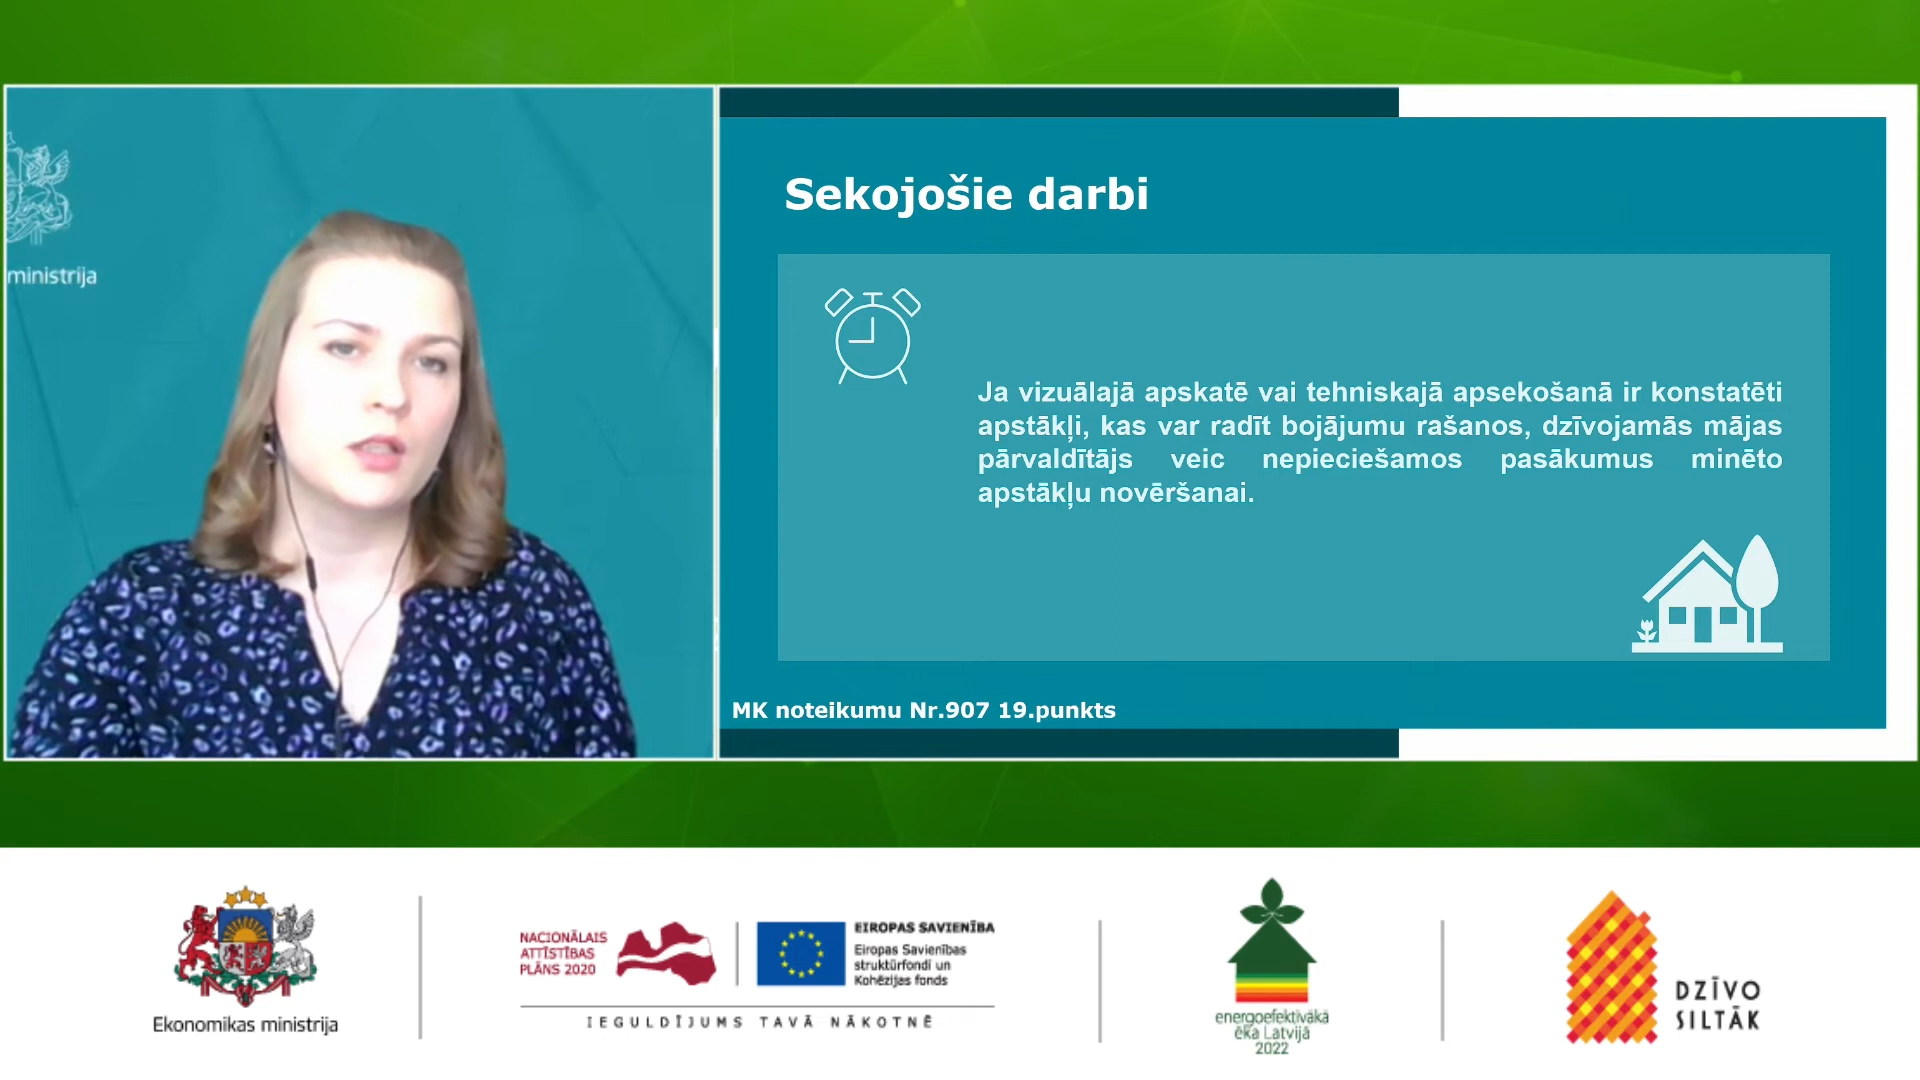 ministrija
Sekojošie darbi
Ja vizuālajā apskatē vai tehniskajā apsekošanā ir konstatēti
apstākļi, kas var radīt bojājumu rašanos, dzīvojamās mājas
pārvaldītājs veic nepieciešamos pasākumus minēto
apstākļu novēršanai.
MK noteikumu Nr.907 19.punkts
Ekonomikas ministrija
NACIONĀLAIS
ATTĪSTĪBAS
PLĀNS 2020
EIROPAS SAVIENĪBA
Eiropas Savienības
struktūrfondi un
Kohēzijas fonds
IEGULDĪJUMS TAVĀ NĀKOTNĒ
energoefektīvākā
ēka Latvijā
2022
DZĪVO
SILTĀK